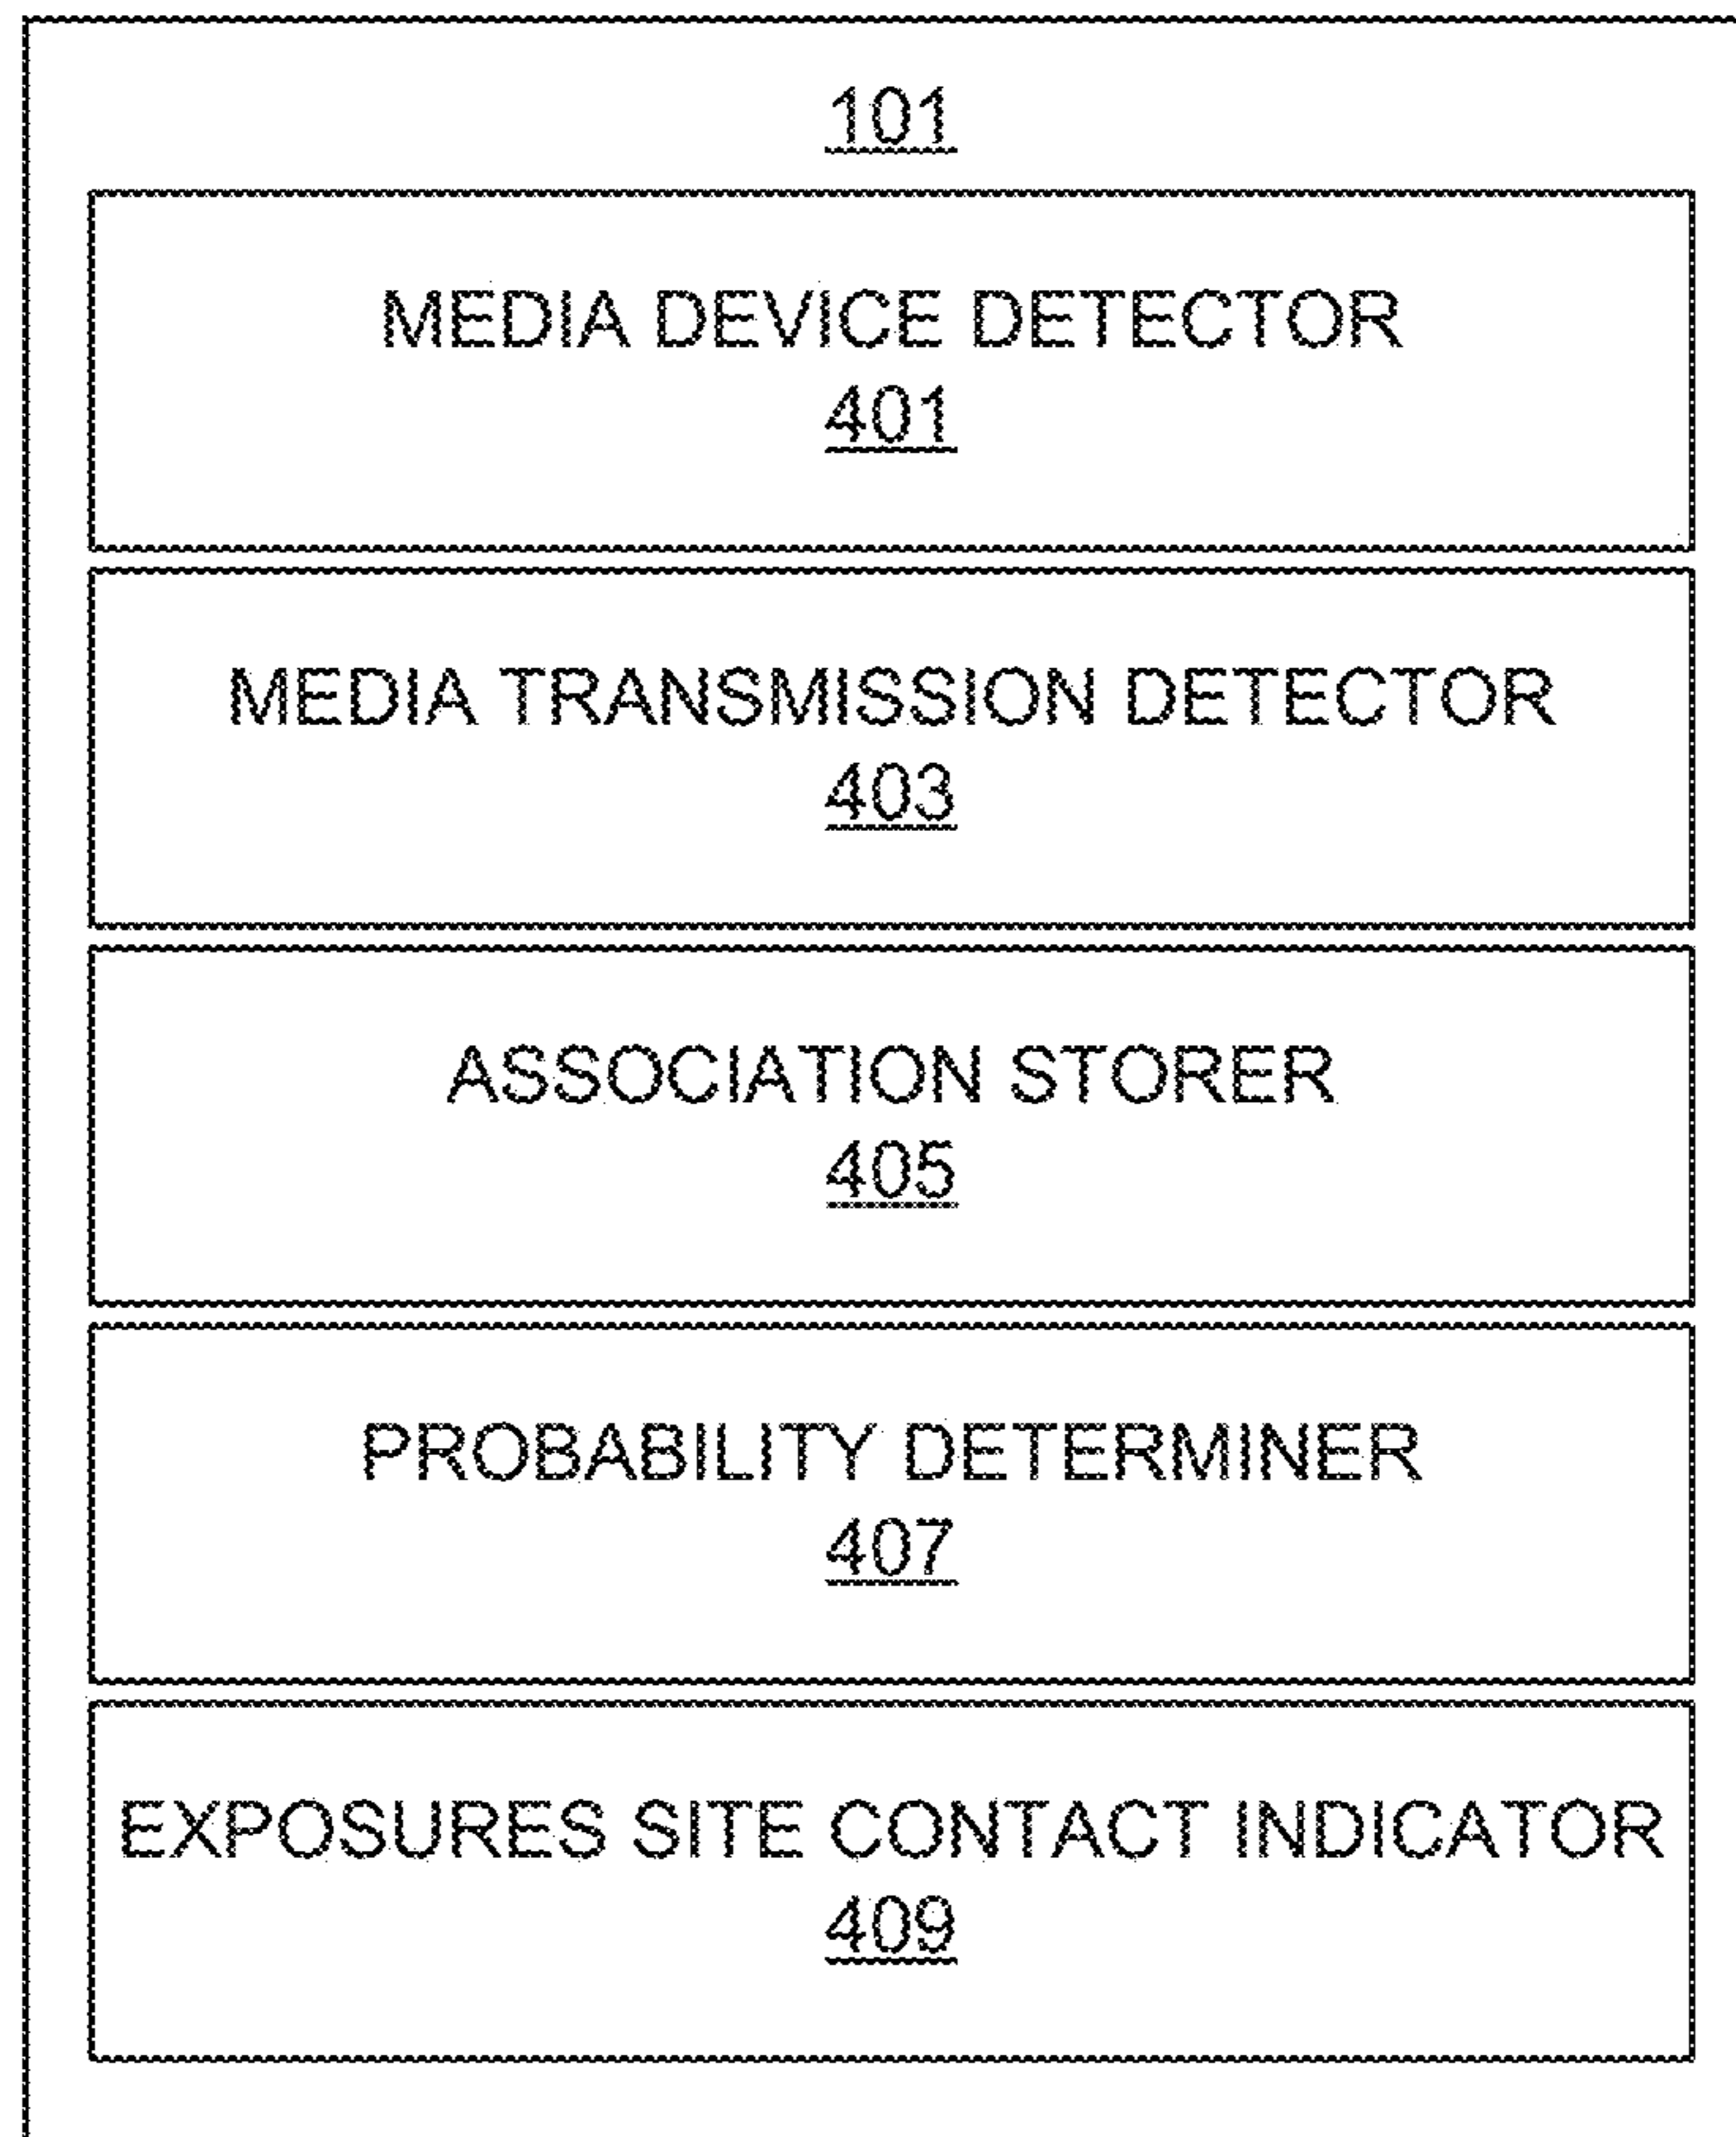 101
MEDIA DEVICE DETECTOR
401
MEDIA TRANSMISSION DETECTOR
403
ASSOCIATION STORER
405
PROBABILITY DETERMINER
407
EXPOSURES SITE CONTACT INDICATOR
409